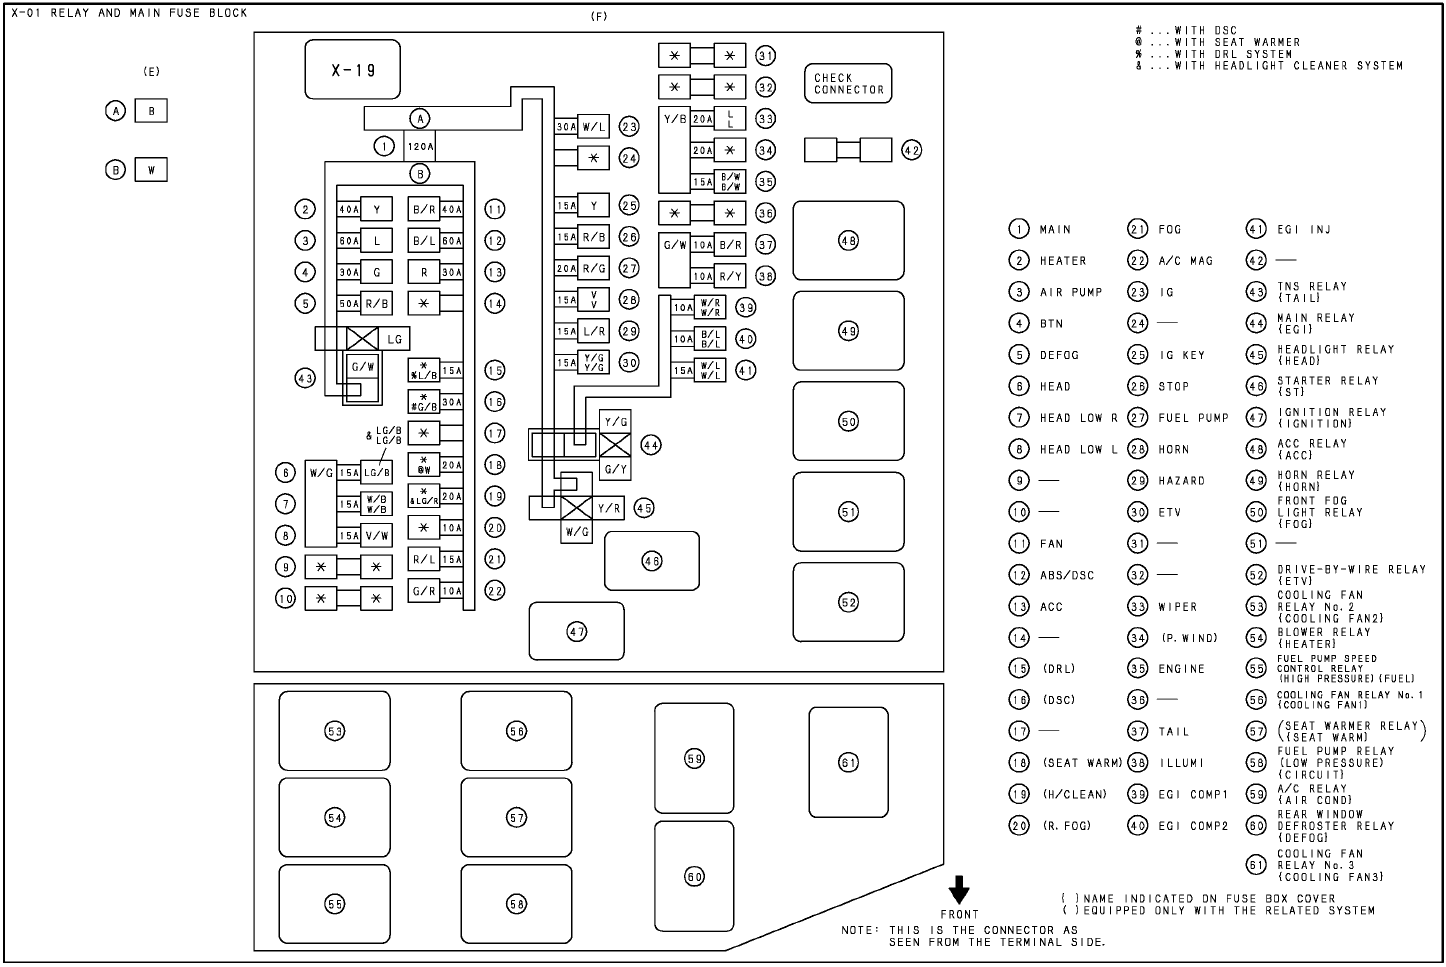 X-01 RELAY AND MAIN FUSE BLOCK
(F)
# ...WITH DSC
@ ...WITH SEAT WARMER
% ...WITH DRL SYSTEM
& ...WITH HEADLIGHT CLEANER SYSTEM
(E)
A B
B W
X-19
CHECK
CONNECTOR
A
1 120A
B
2 40A Y
3 60A L
4 30A G
5 50A R/B
LG
G/W
43
B/R 40A 11
B/L 60A 12
R 30A 13
* 14
* %L/B 15A 15
* #G/B 30A 16
* 17
* @W 20A 18
* &LG/R 20A 19
* 10A 20
R/L 15A 21
G/R 10A 22
& LG/B
LG/B
6 W/G 15A LG/B
7 15A W/B W/B
8 15A V/W
9 * *
10 * *
30A W/L 23
* 24
15A Y 25
15A R/B 26
20A R/G 27
15A V V 28
15A L/R 29
15A Y/G Y/G 30
* * 31
* * 32
Y/B 20A L L 33
20A * 34
15A B/W B/W 35
* * 36
G/W 10A B/R 37
10A R/Y 38
10A W/R W/R 39
10A B/L B/L 40
15A W/L W/L 41
42
Y/G
44
G/Y
Y/R 45
W/G
46
47
48
49
50
51
52
53
54
55
56
57
58
59
60
61
1 MAIN
2 HEATER
3 AIR PUMP
4 BTN
5 DEFOG
6 HEAD
7 HEAD LOW R
8 HEAD LOW L
9 —
10 —
11 FAN
12 ABS/DSC
13 ACC
14 —
15 (DRL)
16 (DSC)
17 —
18 (SEAT WARM)
19 (H/CLEAN)
20 (R.FOG)
21 FOG
22 A/C MAG
23 IG
24 —
25 IG KEY
26 STOP
27 FUEL PUMP
28 HORN
29 HAZARD
30 ETV
31 —
32 —
33 WIPER
34 (P.WIND)
35 ENGINE
36 —
37 TAIL
38 ILLUMI
39 EGI COMP1
40 EGI COMP2
41 EGI INJ
42 —
43 TNS RELAY
{TAIL}
44 MAIN RELAY
{EGI}
45 HEADLIGHT RELAY
{HEAD}
46 STARTER RELAY
{ST}
47 IGNITION RELAY
{IGNITION}
48 ACC RELAY
{ACC}
49 HORN RELAY
{HORN}
50 FRONT FOG
LIGHT RELAY
{FOG}
51 —
52 DRIVE-BY-WIRE RELAY
{ETV}
53 COOLING FAN
RELAY No.2
{COOLING FAN2}
54 BLOWER RELAY
{HEATER}
55 FUEL PUMP SPEED
CONTROL RELAY
(HIGH PRESSURE){FUEL}
56 COOLING FAN RELAY No.1
{COOLING FAN1}
57 (SEAT WARMER RELAY)
{SEAT WARM}
58 FUEL PUMP RELAY
(LOW PRESSURE)
{CIRCUIT}
59 A/C RELAY
{AIR COND}
60 REAR WINDOW
DEFROSTER RELAY
{DEFOG}
61 COOLING FAN
RELAY No.3
{COOLING FAN3}
{ }NAME INDICATED ON FUSE BOX COVER
( )EQUIPPED ONLY WITH THE RELATED SYSTEM
FRONT
NOTE: THIS IS THE CONNECTOR AS
SEEN FROM THE TERMINAL SIDE.